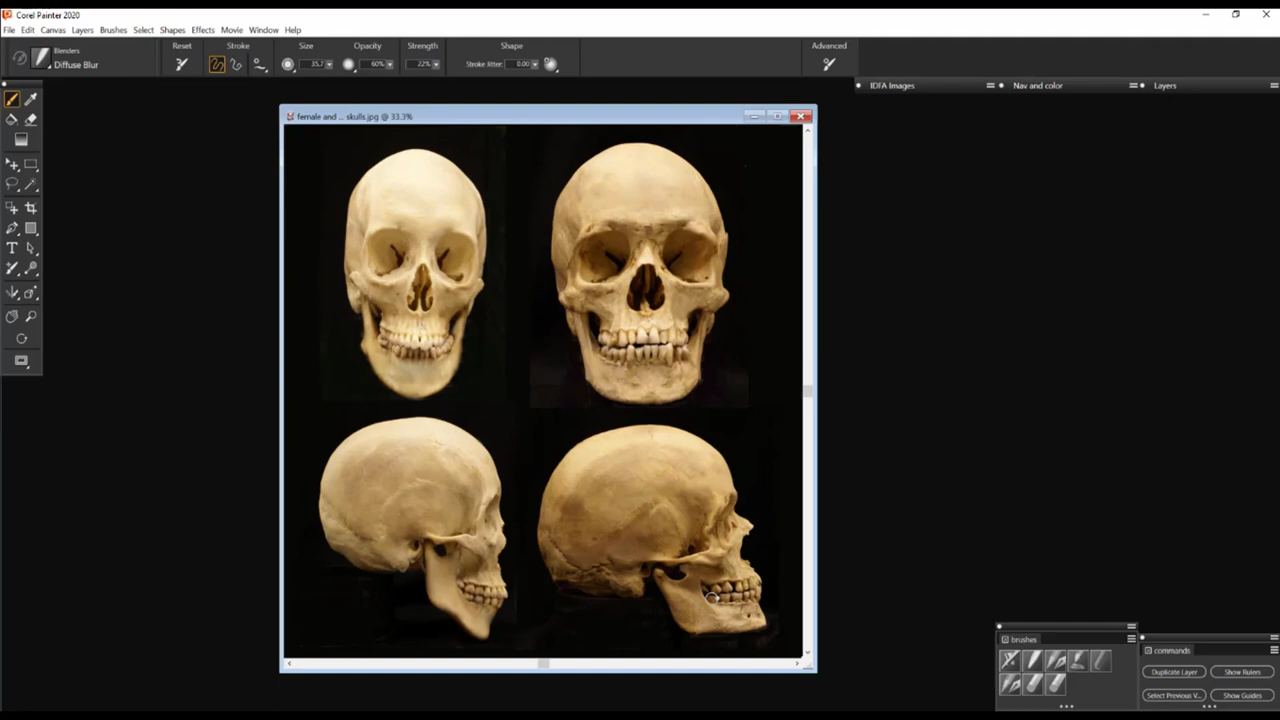 Corel Painter 2020
File Edit Canvas Layers Brushes Select Shapes Effects Movie Window Help
Blenders
Diffuse Blur
Reset
Stroke
Size
35.7
Opacity
60%
Strength
22%
Shape
Stroke Jitter: 0.00
Advanced
IDFA Images
Nav and color
Layers
female and ... skulls.jpg @ 33.3%
brushes
commands
Duplicate Layer
Show Rulers
Select Previous V...
Show Guides